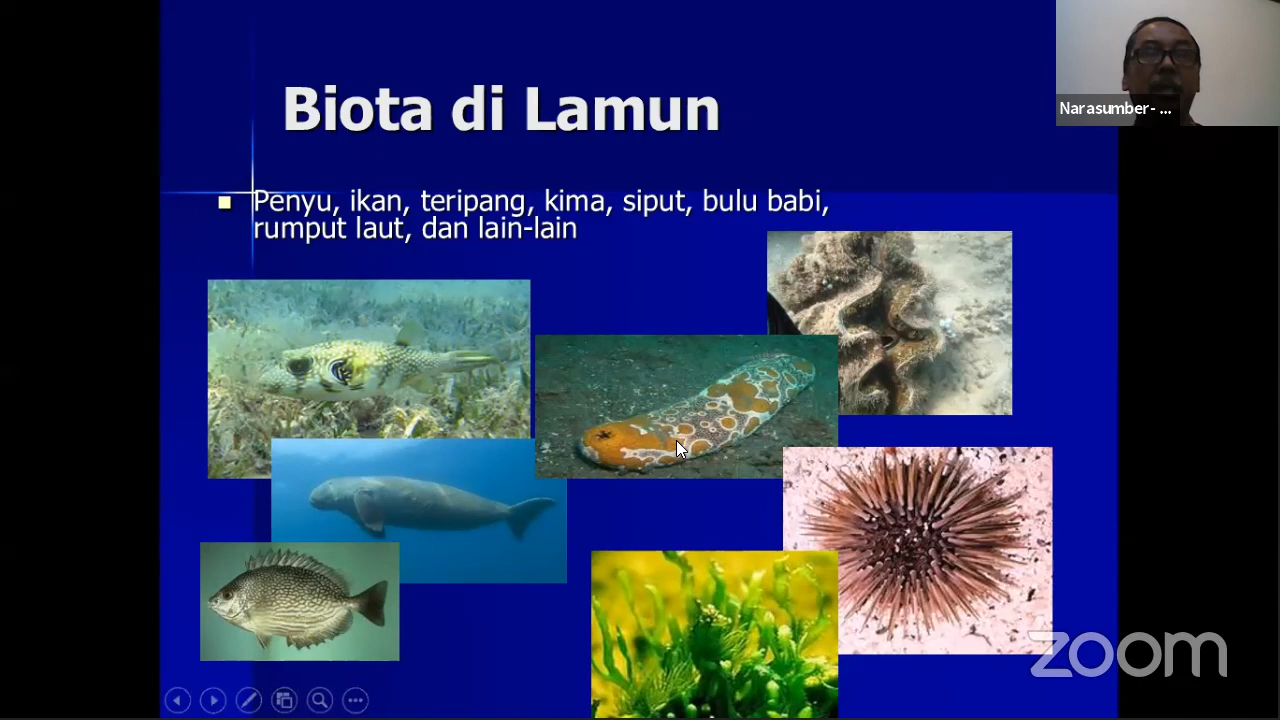 Biota di Lamun
Penyu, ikan, teripang, kima, siput, bulu babi,
rumput laut, dan lain-lain
Narasumber- ...
zoom